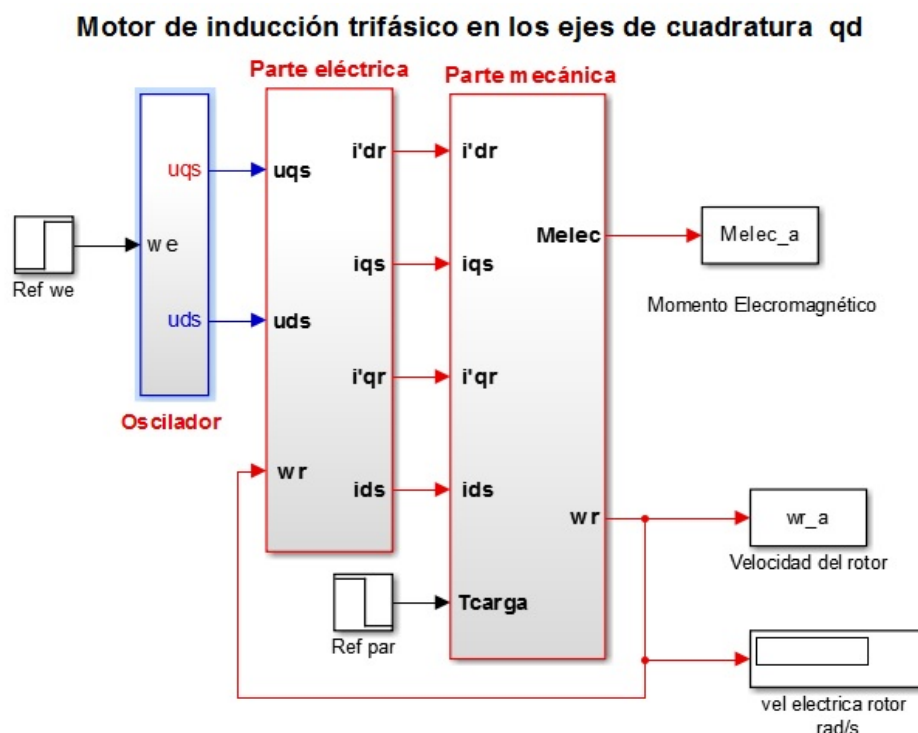 Motor de inducción trifásico en los ejes de cuadratura qd
Parte eléctrica
Parte mecánica
uqs
we
uds
Oscilador
Ref we
uqs
uds
wr
i'dr
iqs
i'qr
ids
i'dr
iqs
i'qr
ids
Tcarga
Melec
wr
Ref par
Melec_a
Momento Elecromagnético
wr_a
Velocidad del rotor
vel electrica rotor
rad/s